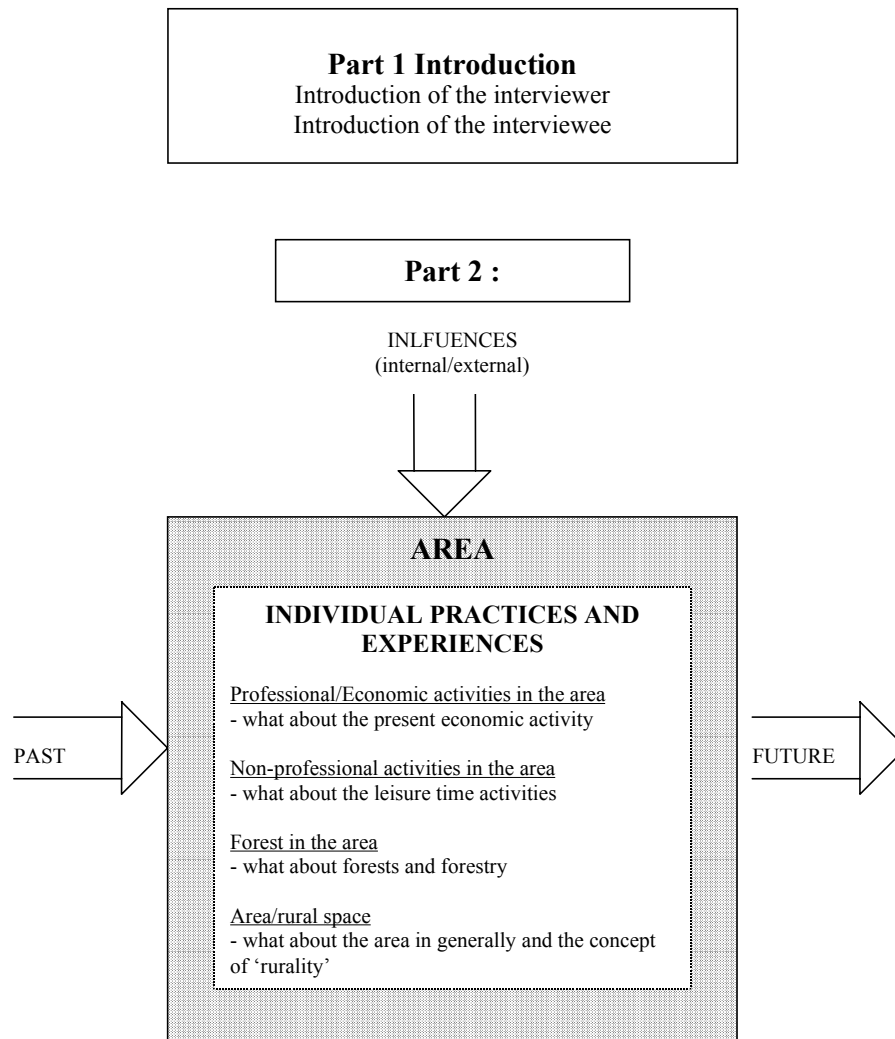 Part 1 Introduction
Introduction of the interviewer
Introduction of the interviewee
Part 2 :
INLFUENCES
(internal/external)
AREA
INDIVIDUAL PRACTICES AND
EXPERIENCES
Professional/Economic activities in the area
- what about the present economic activity
PAST
FUTURE
Non-professional activities in the area
- what about the leisure time activities
Forest in the area
- what about forests and forestry
Area/rural space
- what about the area in generally and the concept
of ‘rurality’